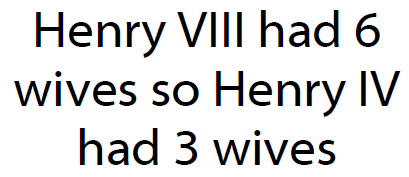 Henry VIII had 6
wives so Henry IV
had 3 wives